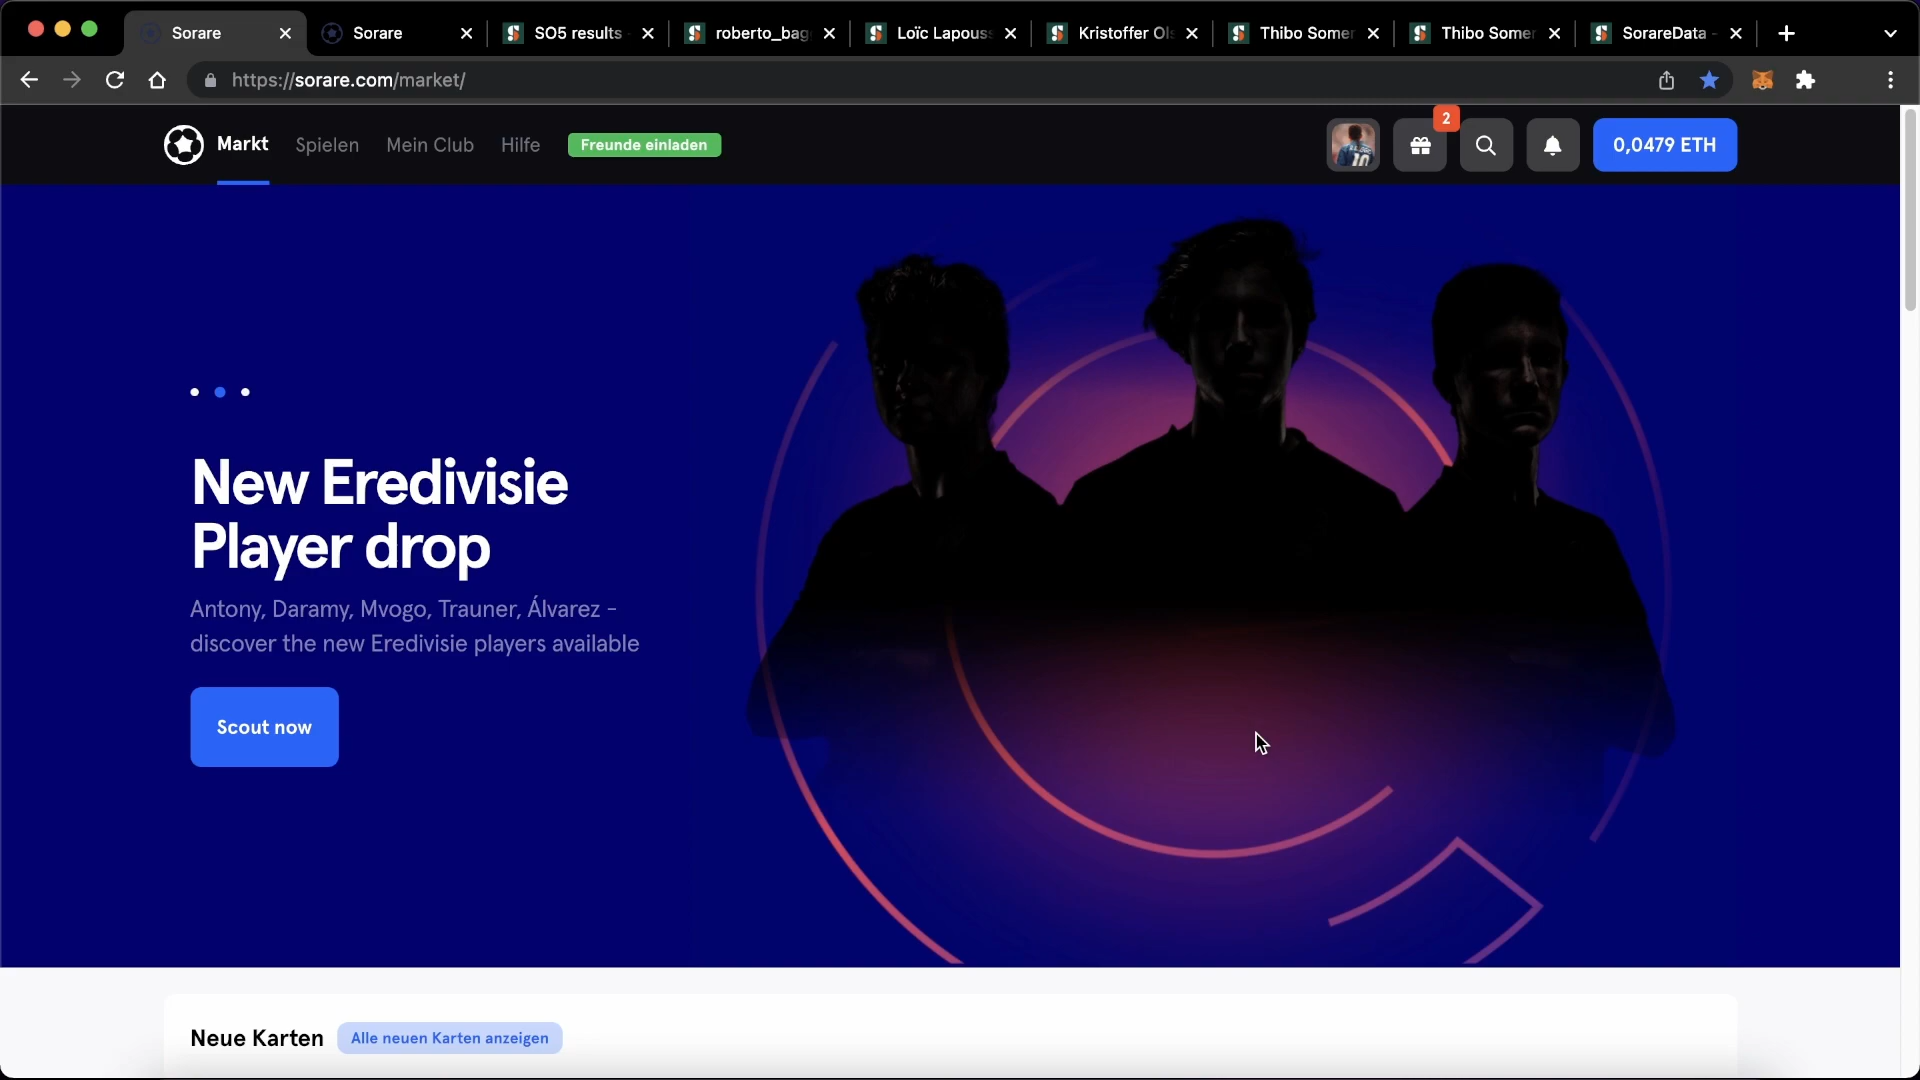 Sorare
Sorare
SO5 results
roberto_bag
Loïc Lapouss
Kristoffer Ol
Thibo Somer
Thibo Somer
SorareData -
https://sorare.com/market/
Markt
Spielen
Mein Club
Hilfe
Freunde einladen
2
0,0479 ETH
New Eredivisie
Player drop
Antony, Daramy, Mvogo, Trauner, Álvarez -
discover the new Eredivisie players available
Scout now
Neue Karten
Alle neuen Karten anzeigen